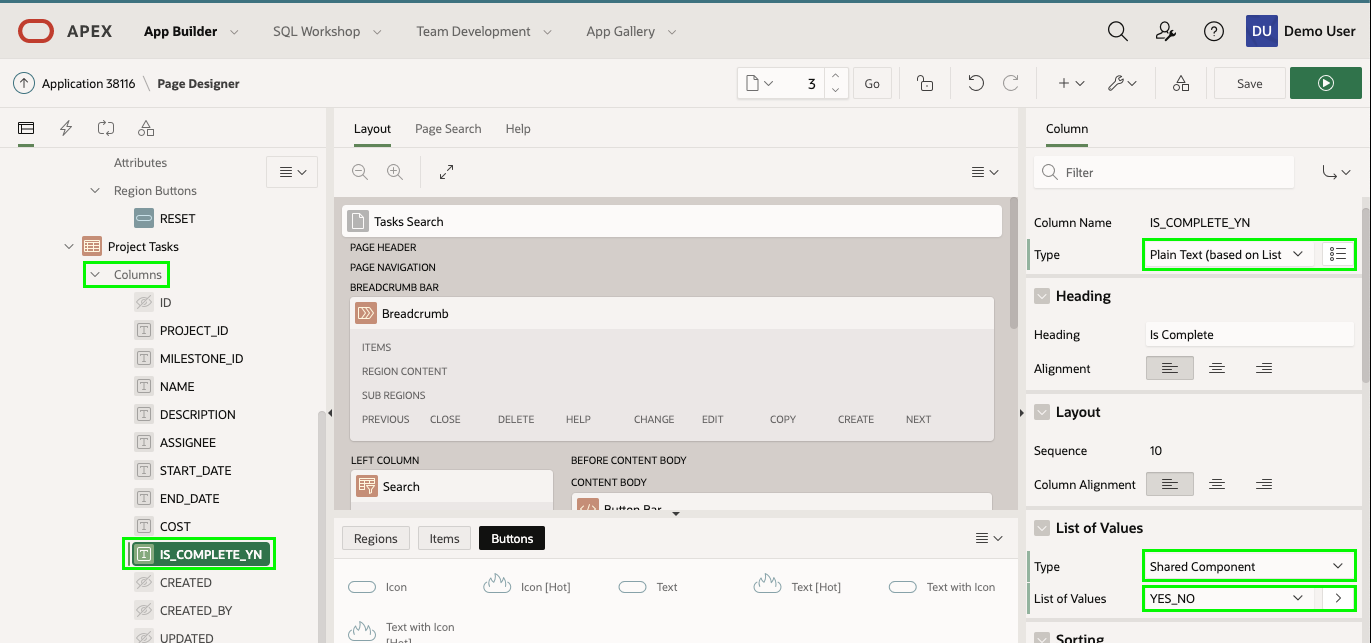 APEX App Builder SQL Workshop Team Development App Gallery DU Demo User
Application 38116 \ Page Designer 3 Go Save
Layout Page Search Help
Column
Attributes
Region Buttons
RESET
Project Tasks
Columns
ID
PROJECT_ID
MILESTONE_ID
NAME
DESCRIPTION
ASSIGNEE
START_DATE
END_DATE
COST
IS_COMPLETE_YN
CREATED
CREATED_BY
UPDATED
Tasks Search
PAGE HEADER
PAGE NAVIGATION
BREADCRUMB BAR
Breadcrumb
ITEMS
REGION CONTENT
SUB REGIONS
PREVIOUS CLOSE DELETE HELP CHANGE EDIT COPY CREATE NEXT
LEFT COLUMN
Search
BEFORE CONTENT BODY
CONTENT BODY
Button Bar
Regions Items Buttons
Icon Icon [Hot] Text Text [Hot] Text with Icon
Text with Icon
[Hot]
Filter
Column Name IS_COMPLETE_YN
Type Plain Text (based on List
Heading
Heading Is Complete
Alignment
Layout
Sequence 10
Column Alignment
List of Values
Type Shared Component
List of Values YES_NO
Sorting